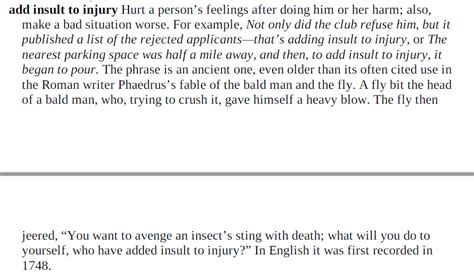 add insult to injury Hurt a person's feelings after doing him or her harm; also,
make a bad situation worse. For example, Not only did the club refuse him, but it
published a list of the rejected applicants—that's adding insult to injury, or The
nearest parking space was half a mile away, and then, to add insult to injury, it
began to pour. The phrase is an ancient one, even older than its often cited use in
the Roman writer Phaedrus's fable of the bald man and the fly. A fly bit the head
of a bald man, who, trying to crush it, gave himself a heavy blow. The fly then
jeered, “You want to avenge an insect's sting with death; what will you do to
yourself, who have added insult to injury?” In English it was first recorded in
1748.